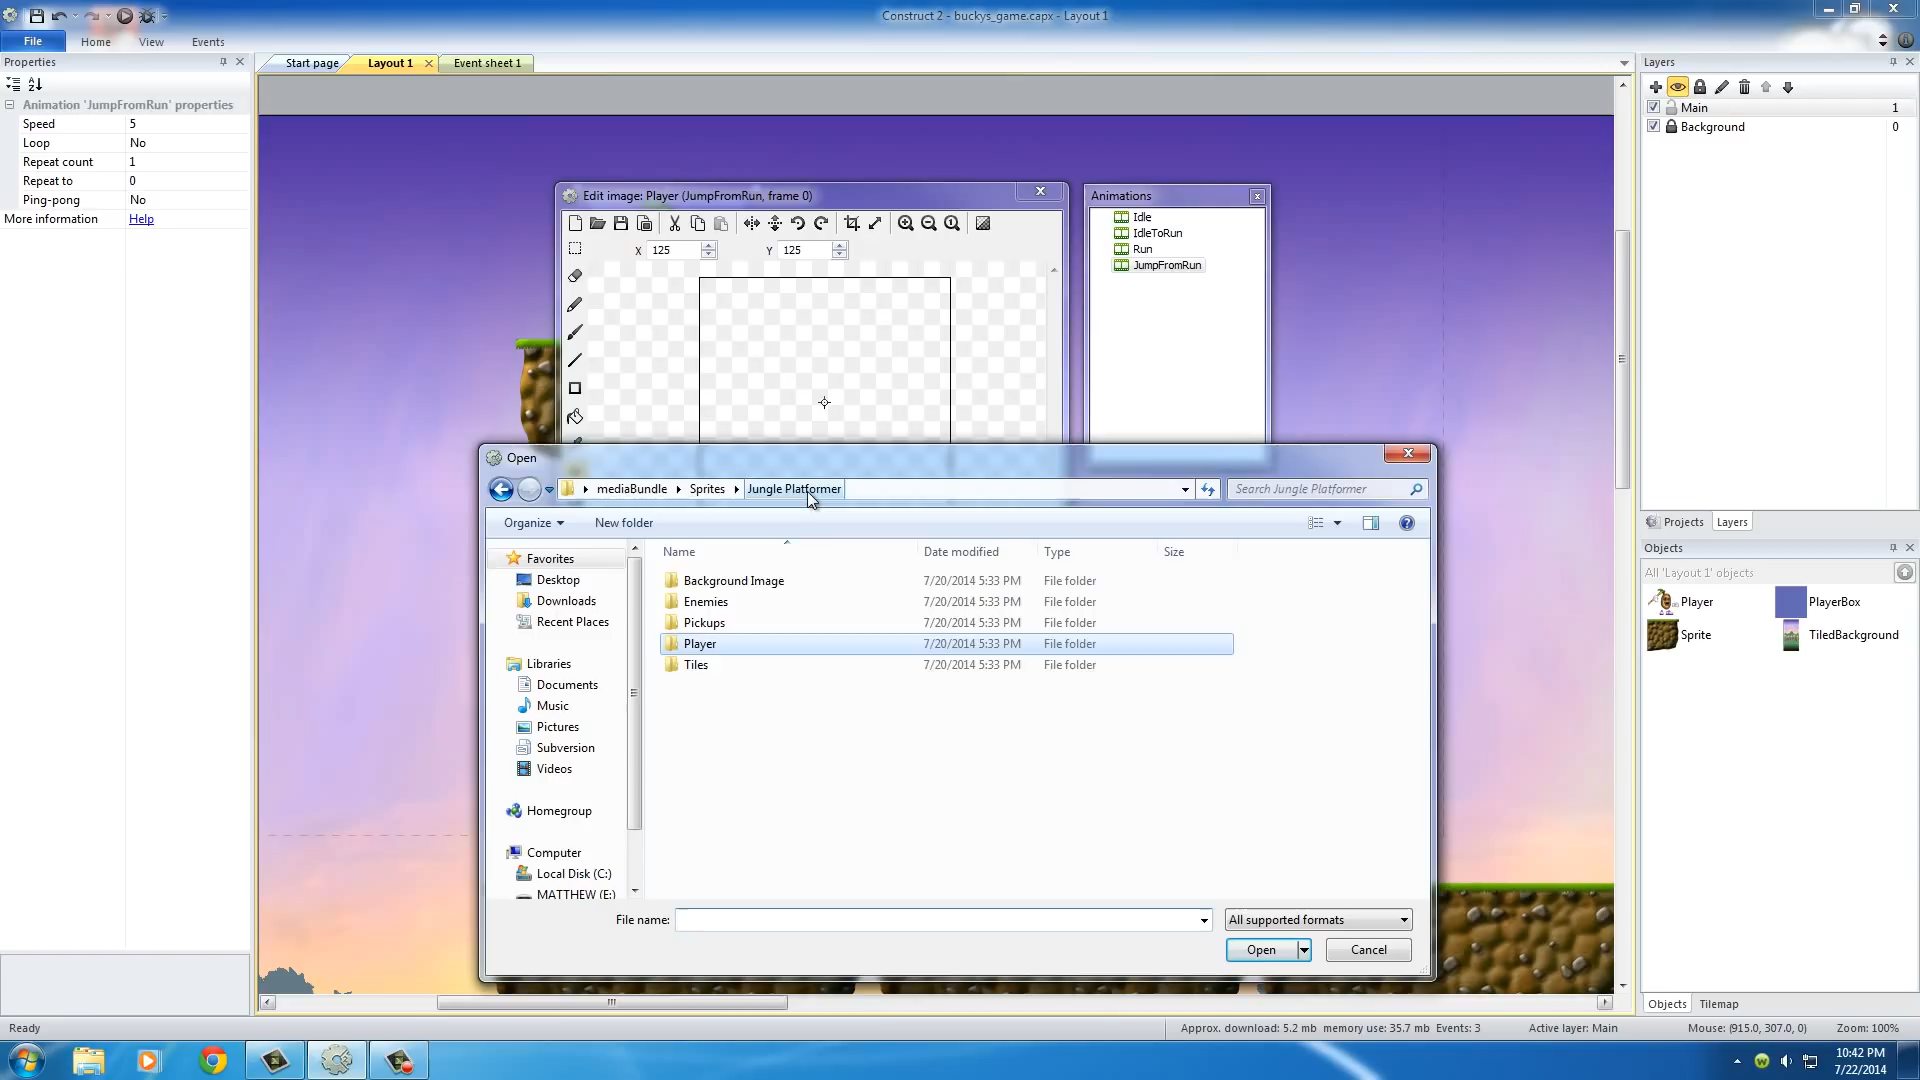 Construct 2 - buckys_game.capx - Layout 1
File Home View Events
Properties
Start page Layout 1 Event sheet 1
Layers
Animation 'JumpFromRun' properties
Speed 5
Loop No
Repeat count 1
Repeat to 0
Ping-pong No
More information Help
Main 1
Background 0
Edit image: Player (JumpFromRun, frame 0)
X 125 Y 125
Animations
Idle
IdleToRun
Run
JumpFromRun
Open
mediaBundle Sprites Jungle Platformer
Search Jungle Platformer
Organize New folder
Name Date modified Type Size
Background Image 7/20/2014 5:33 PM File folder
Enemies 7/20/2014 5:33 PM File folder
Pickups 7/20/2014 5:33 PM File folder
Player 7/20/2014 5:33 PM File folder
Tiles 7/20/2014 5:33 PM File folder
Favorites
Desktop
Downloads
Recent Places
Libraries
Documents
Music
Pictures
Subversion
Videos
Homegroup
Computer
Local Disk (C:)
MATTHEW (E:)
File name:
All supported formats
Open Cancel
Projects Layers
Objects
All 'Layout 1' objects
Player PlayerBox
Sprite TiledBackground
Objects Tilemap
Ready
Approx. download: 5.2 mb memory use: 35.7 mb Events: 3 Active layer: Main Mouse: (915.0, 307.0, 0) Zoom: 100%
10:42 PM
7/22/2014